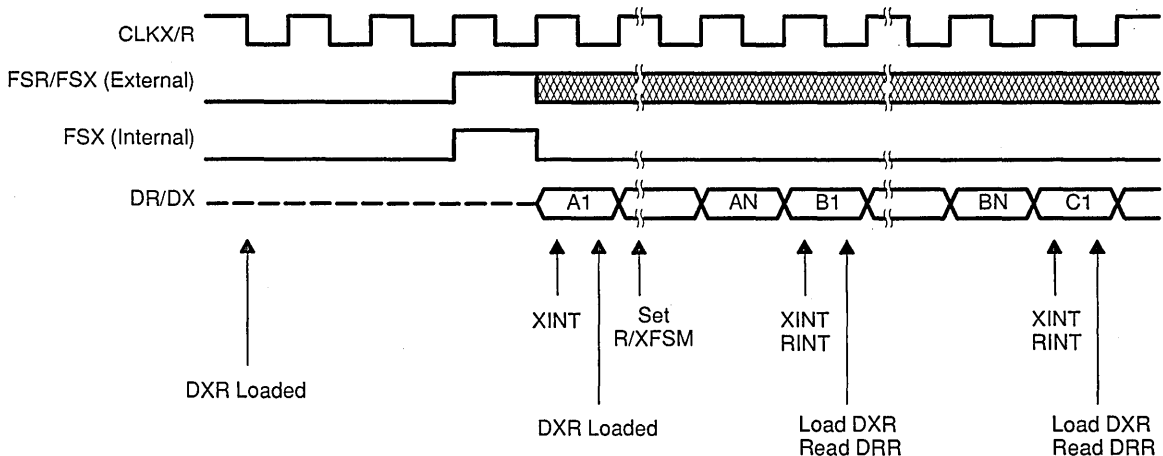 CLKX/R
FSR/FSX (External)
FSX (Internal)
DR/DX
A1
AN
B1
BN
C1
DXR Loaded
XINT
DXR Loaded
Set
R/XFSM
XINT
RINT
Load DXR
Read DRR
XINT
RINT
Load DXR
Read DRR